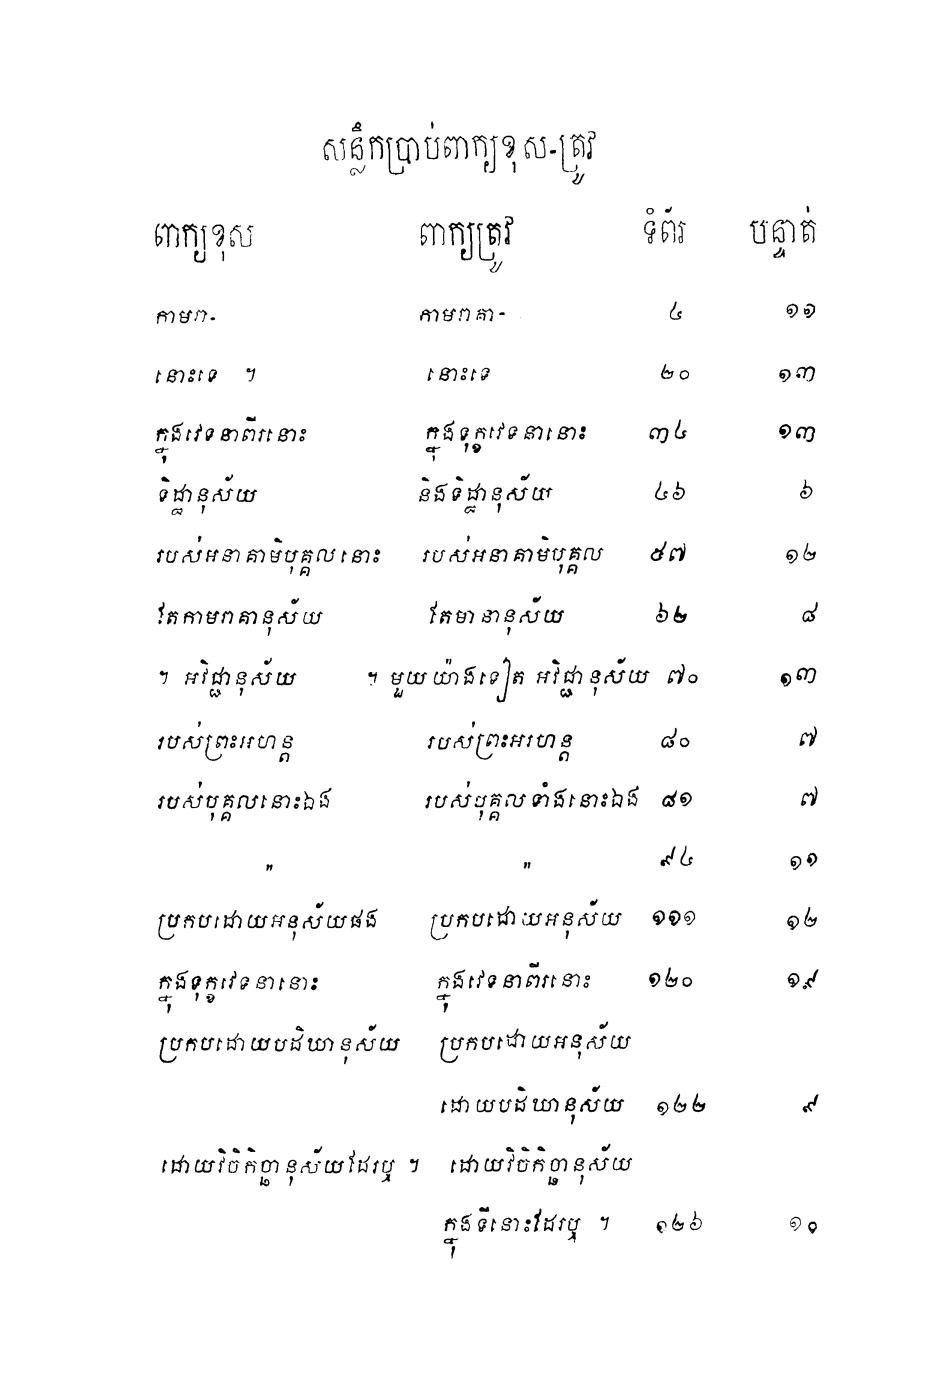 សន្លឹកប្រាប់ពាក្យខុស-ត្រូវ
ពាក្យខុស ពាក្យត្រូវ ទំព័រ បន្ទាត់
កាមរា- កាមរាគា- ៤ ១១
នោះទេ ។ នោះទេ ២០ ១៣
ក្នុងវេទនាពីរនោះ ក្នុងទុក្ខវេទនានោះ ៣៤ ១៣
ទិដ្ឋានុស័យ និងទិដ្ឋានុស័យ ៤៦ ៦
របស់អនាគាមិបុគ្គលនោះ របស់អនាគាមិបុគ្គល ៥៧ ១២
តែកាមរាគានុស័យ តែមានានុស័យ ៦២ ៨
។ អវិជ្ជានុស័យ ។ មួយយ៉ាងទៀត អវិជ្ជានុស័យ ៧០ ១៣
របស់ព្រះអហន្ត របស់ព្រះអរហន្ត ៨០ ៧
របស់បុគ្គលនោះឯង របស់បុគ្គលទាំងនោះឯង ៨១ ៧
" " ៩៤ ១១
ប្រកបដោយអនុស័យផង ប្រកបដោយអនុស័យ ១១១ ១២
ក្នុងទុក្ខវេទនានោះ ក្នុងវេទនាពីរនោះ ១២០ ១៩
ប្រកបដោយបដិឃានុស័យ ប្រកបដោយអនុស័យ
ដោយបដិឃានុស័យ ១២២ ៩
ដោយវិចិកិច្ឆានុស័យដែរឬ ។ ដោយវិចិកិច្ឆានុស័យ
ក្នុងទីនោះដែរឬ ។ ១២៦ ១០